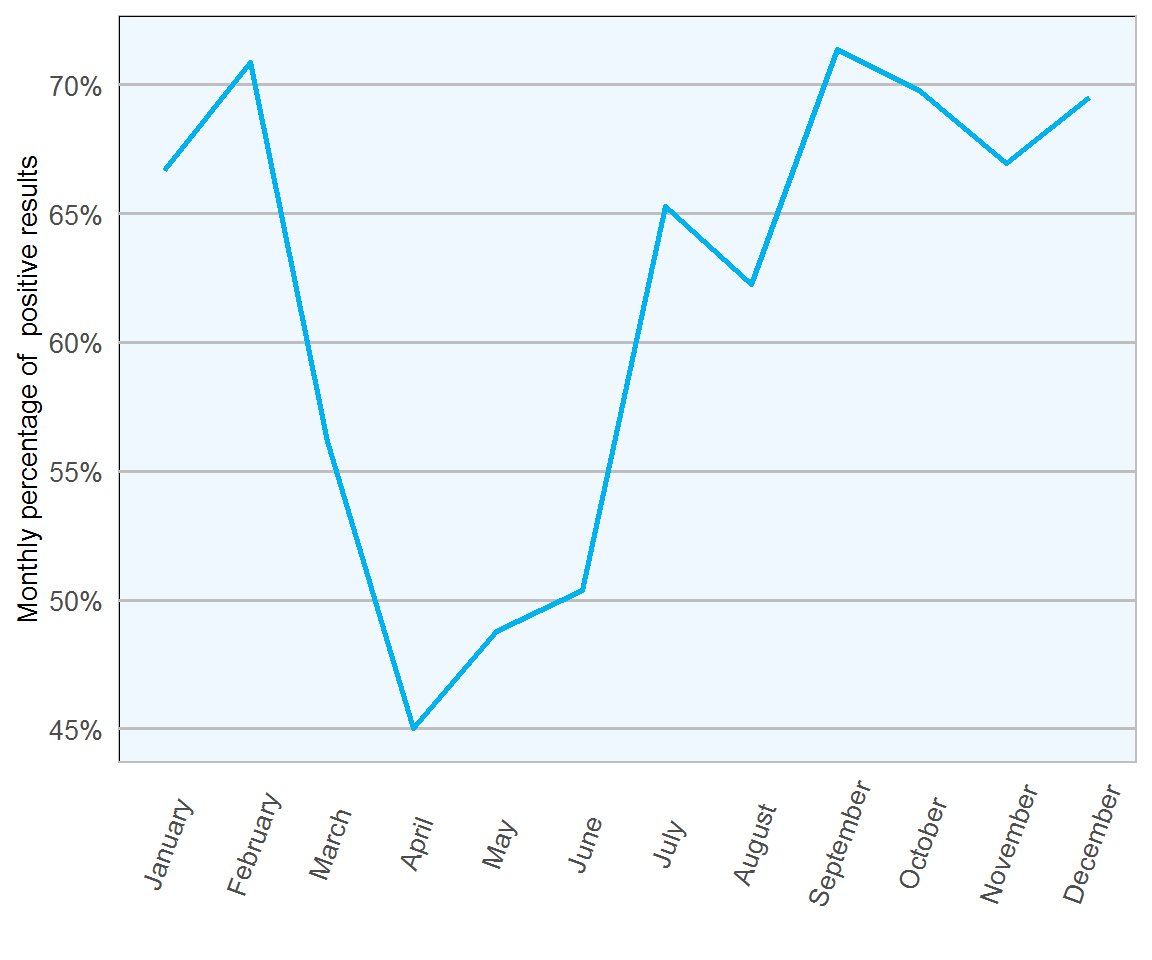 Monthly percentage of  positive results
70%
65%
60%
55%
50%
45%
January
February
March
April
May
June
July
August
September
October
November
December